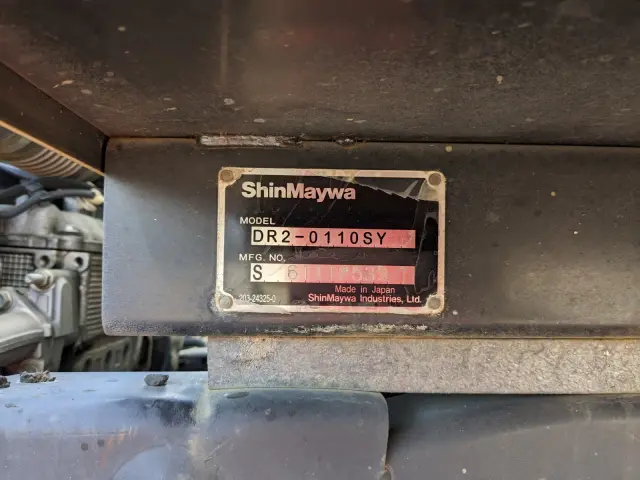 ShinMaywa
MODEL
DR2-0110SY
MFG. NO.
S
Made in Japan
203-24325-0
ShinMaywa Industries, Ltd.